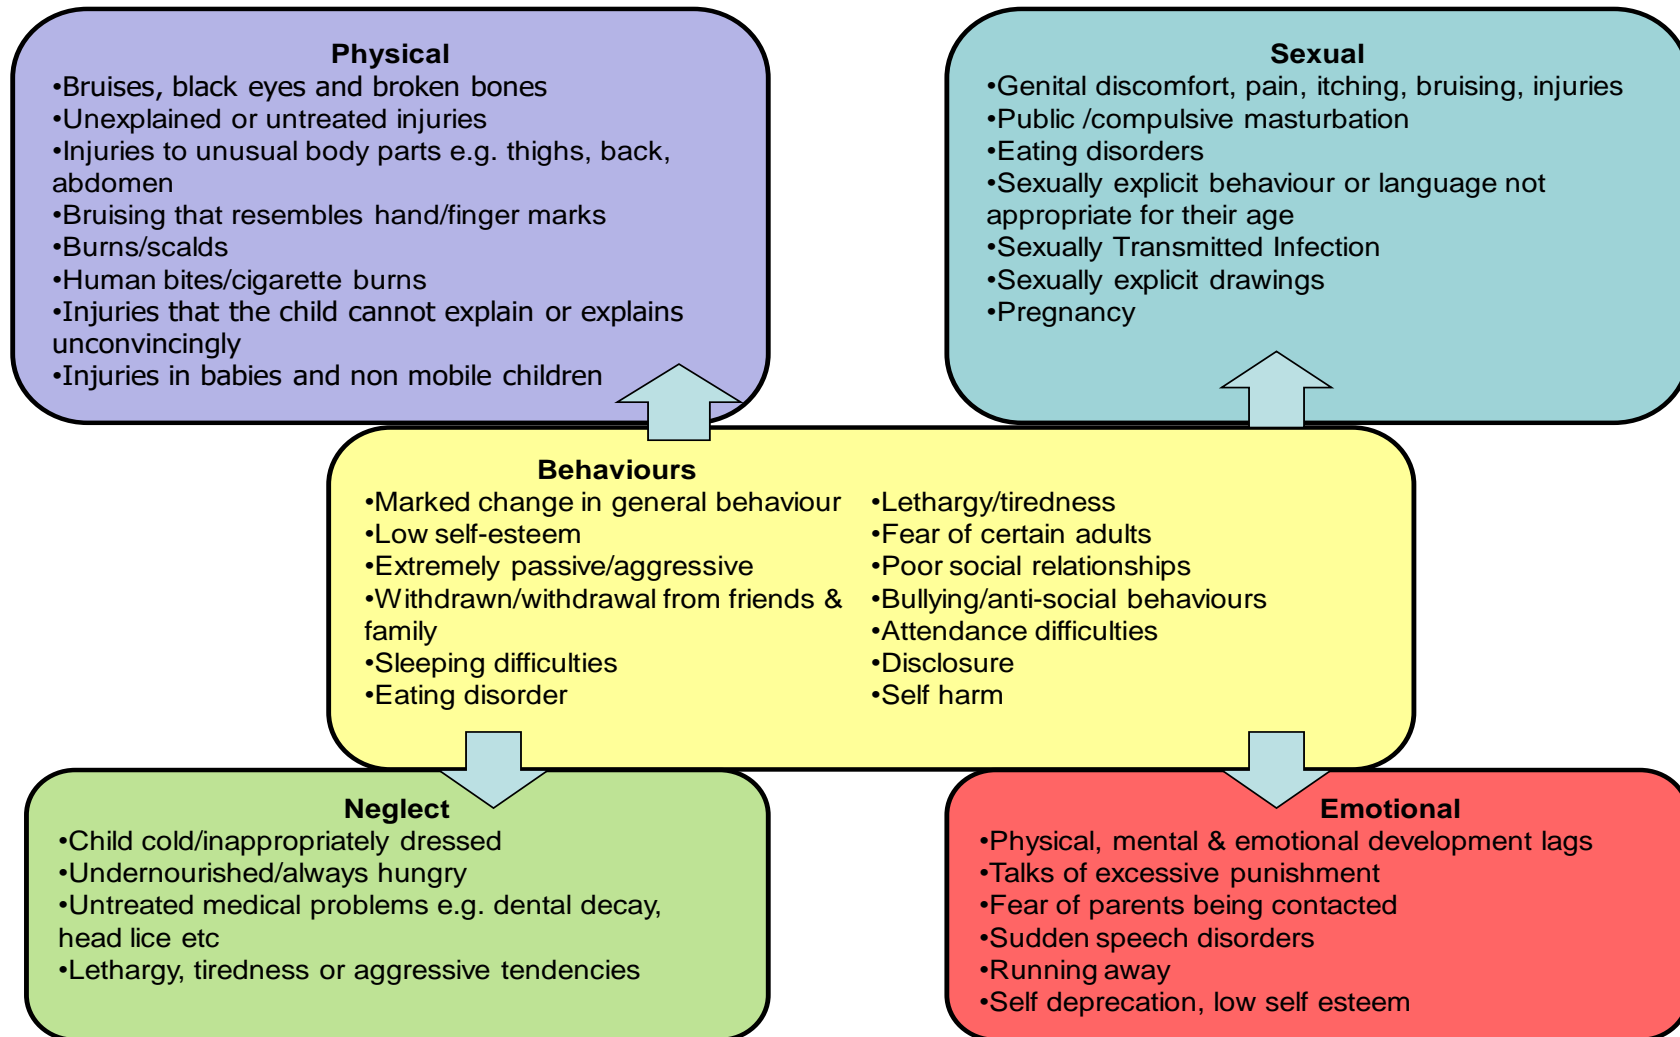 Physical
•Bruises, black eyes and broken bones
•Unexplained or untreated injuries
•Injuries to unusual body parts e.g. thighs, back,
abdomen
•Bruising that resembles hand/finger marks
•Burns/scalds
•Human bites/cigarette burns
•Injuries that the child cannot explain or explains
unconvincingly
•Injuries in babies and non mobile children
Sexual
•Genital discomfort, pain, itching, bruising, injuries
•Public /compulsive masturbation
•Eating disorders
•Sexually explicit behaviour or language not
appropriate for their age
•Sexually Transmitted Infection
•Sexually explicit drawings
•Pregnancy
Behaviours
•Marked change in general behaviour
•Low self-esteem
•Extremely passive/aggressive
•Withdrawn/withdrawal from friends &
family
•Sleeping difficulties
•Eating disorder
•Lethargy/tiredness
•Fear of certain adults
•Poor social relationships
•Bullying/anti-social behaviours
•Attendance difficulties
•Disclosure
•Self harm
Neglect
•Child cold/inappropriately dressed
•Undernourished/always hungry
•Untreated medical problems e.g. dental decay,
head lice etc
•Lethargy, tiredness or aggressive tendencies
Emotional
•Physical, mental & emotional development lags
•Talks of excessive punishment
•Fear of parents being contacted
•Sudden speech disorders
•Running away
•Self deprecation, low self esteem